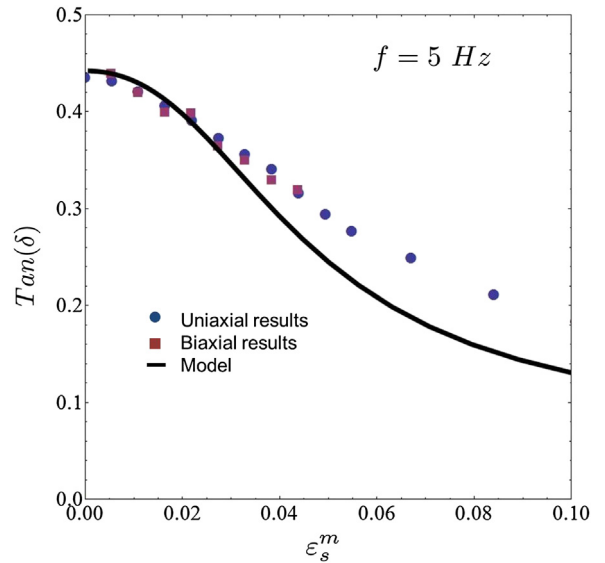 0.5
f = 5 Hz
0.4
0.3
Tan(δ)
0.2
Uniaxial results
Biaxial results
Model
0.1
0.0
0.00 0.02 0.04 0.06 0.08 0.10
ε_s^m